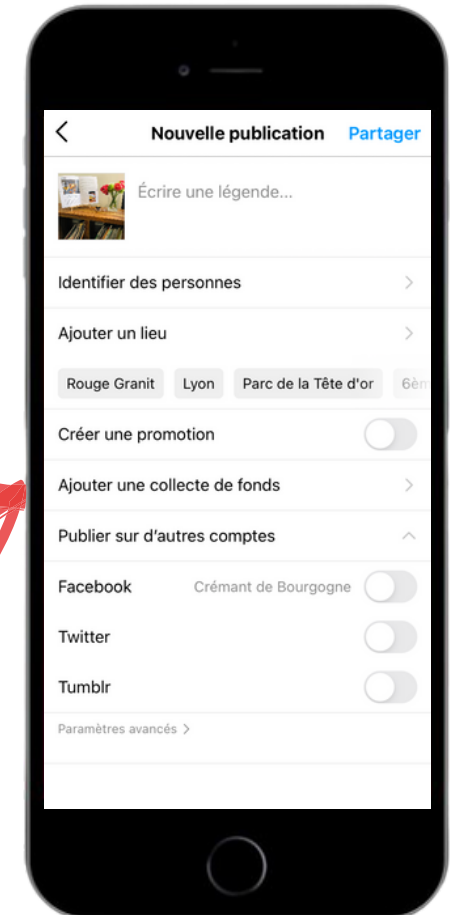 Nouvelle publication Partager
Écrire une légende...
Identifier des personnes
Ajouter un lieu
Rouge Granit Lyon Parc de la Tête d'or
Créer une promotion
Ajouter une collecte de fonds
Publier sur d'autres comptes
Facebook Crémant de Bourgogne
Twitter
Tumblr
Paramètres avancés